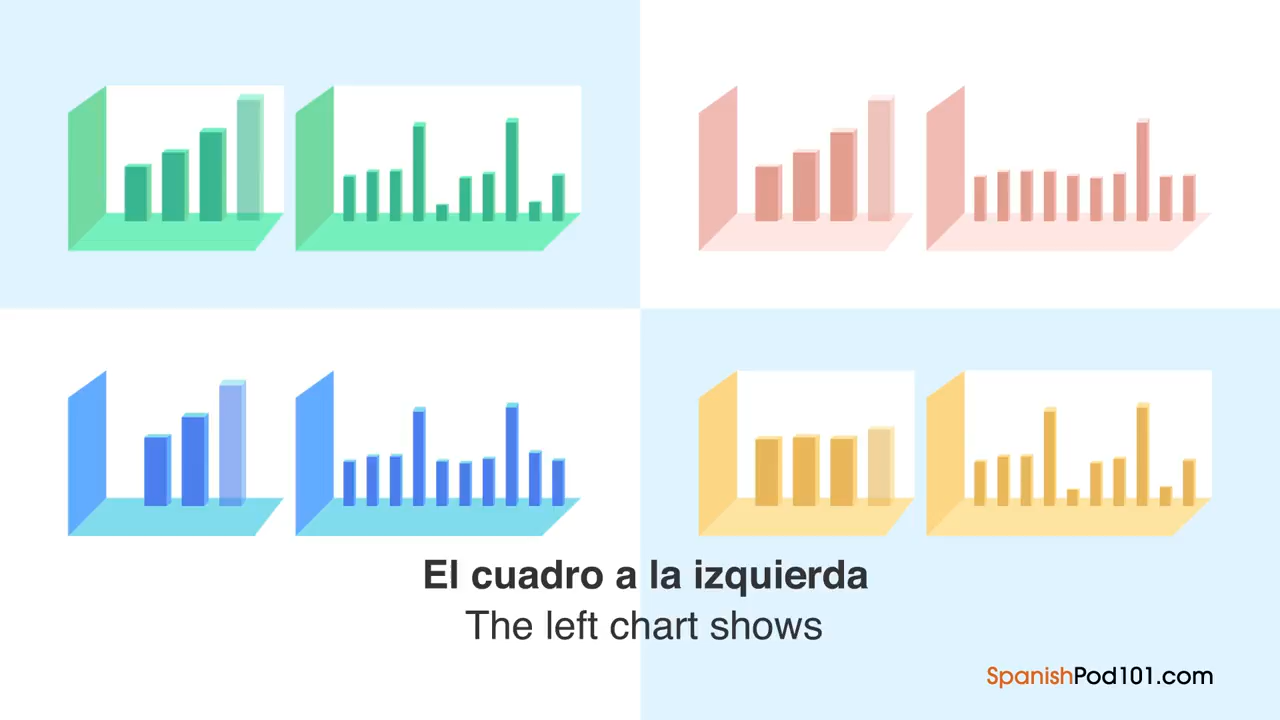 El cuadro a la izquierda
The left chart shows
SpanishPod101.com